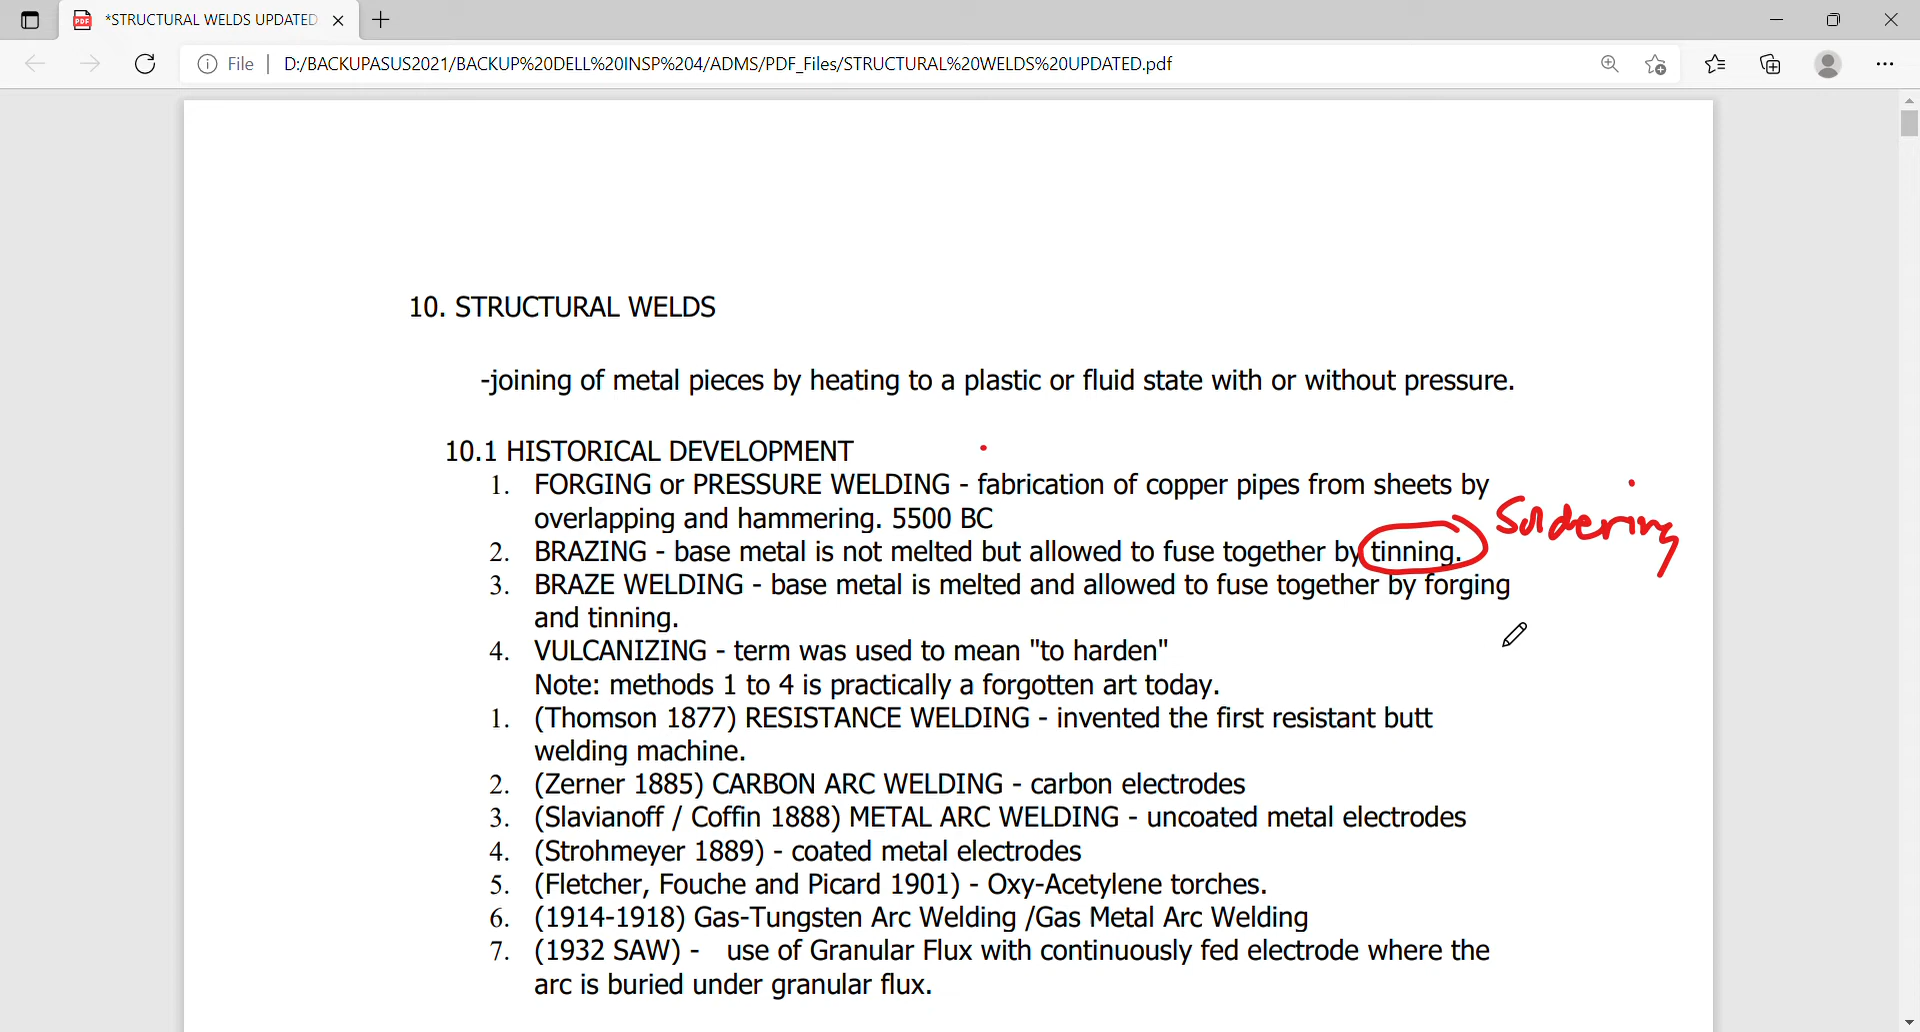 *STRUCTURAL WELDS UPDATED
File
D:/BACKUPASUS2021/BACKUP%20DELL%20INSP%204/ADMS/PDF_Files/STRUCTURAL%20WELDS%20UPDATED.pdf
10. STRUCTURAL WELDS
-joining of metal pieces by heating to a plastic or fluid state with or without pressure.
10.1 HISTORICAL DEVELOPMENT
1. FORGING or PRESSURE WELDING - fabrication of copper pipes from sheets by
overlapping and hammering. 5500 BC
Soldering
2. BRAZING - base metal is not melted but allowed to fuse together by tinning.
3. BRAZE WELDING - base metal is melted and allowed to fuse together by forging
and tinning.
4. VULCANIZING - term was used to mean "to harden"
Note: methods 1 to 4 is practically a forgotten art today.
1. (Thomson 1877) RESISTANCE WELDING - invented the first resistant butt
welding machine.
2. (Zerner 1885) CARBON ARC WELDING - carbon electrodes
3. (Slavianoff / Coffin 1888) METAL ARC WELDING - uncoated metal electrodes
4. (Strohmeyer 1889) - coated metal electrodes
5. (Fletcher, Fouche and Picard 1901) - Oxy-Acetylene torches.
6. (1914-1918) Gas-Tungsten Arc Welding /Gas Metal Arc Welding
7. (1932 SAW) - use of Granular Flux with continuously fed electrode where the
arc is buried under granular flux.